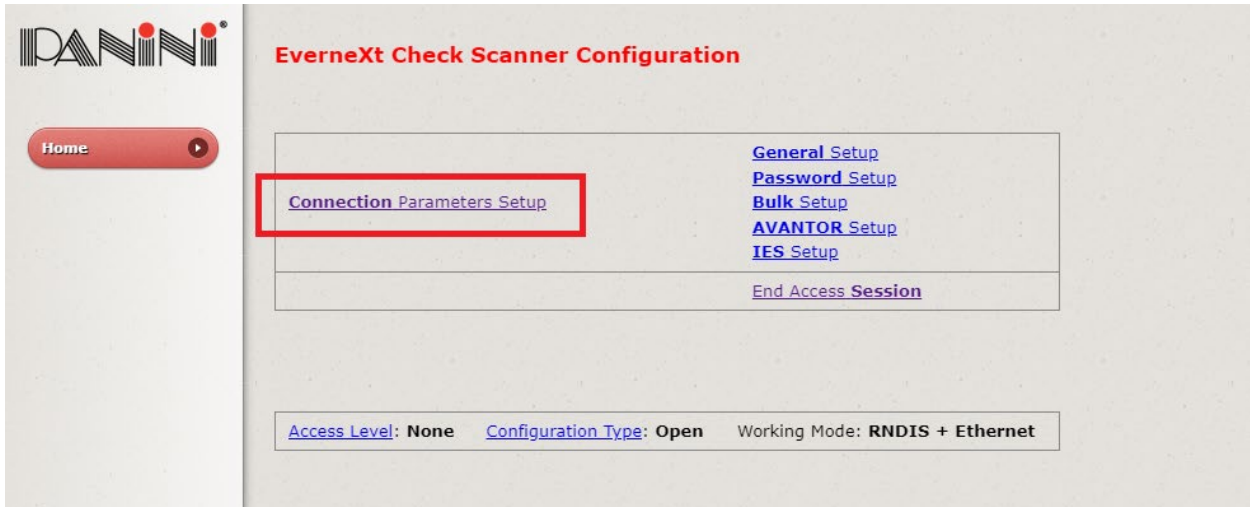 PANINI®
EverneXt Check Scanner Configuration
Home
Connection Parameters Setup
General Setup
Password Setup
Bulk Setup
AVANTOR Setup
IES Setup
End Access Session
Access Level: None Configuration Type: Open Working Mode: RNDIS + Ethernet